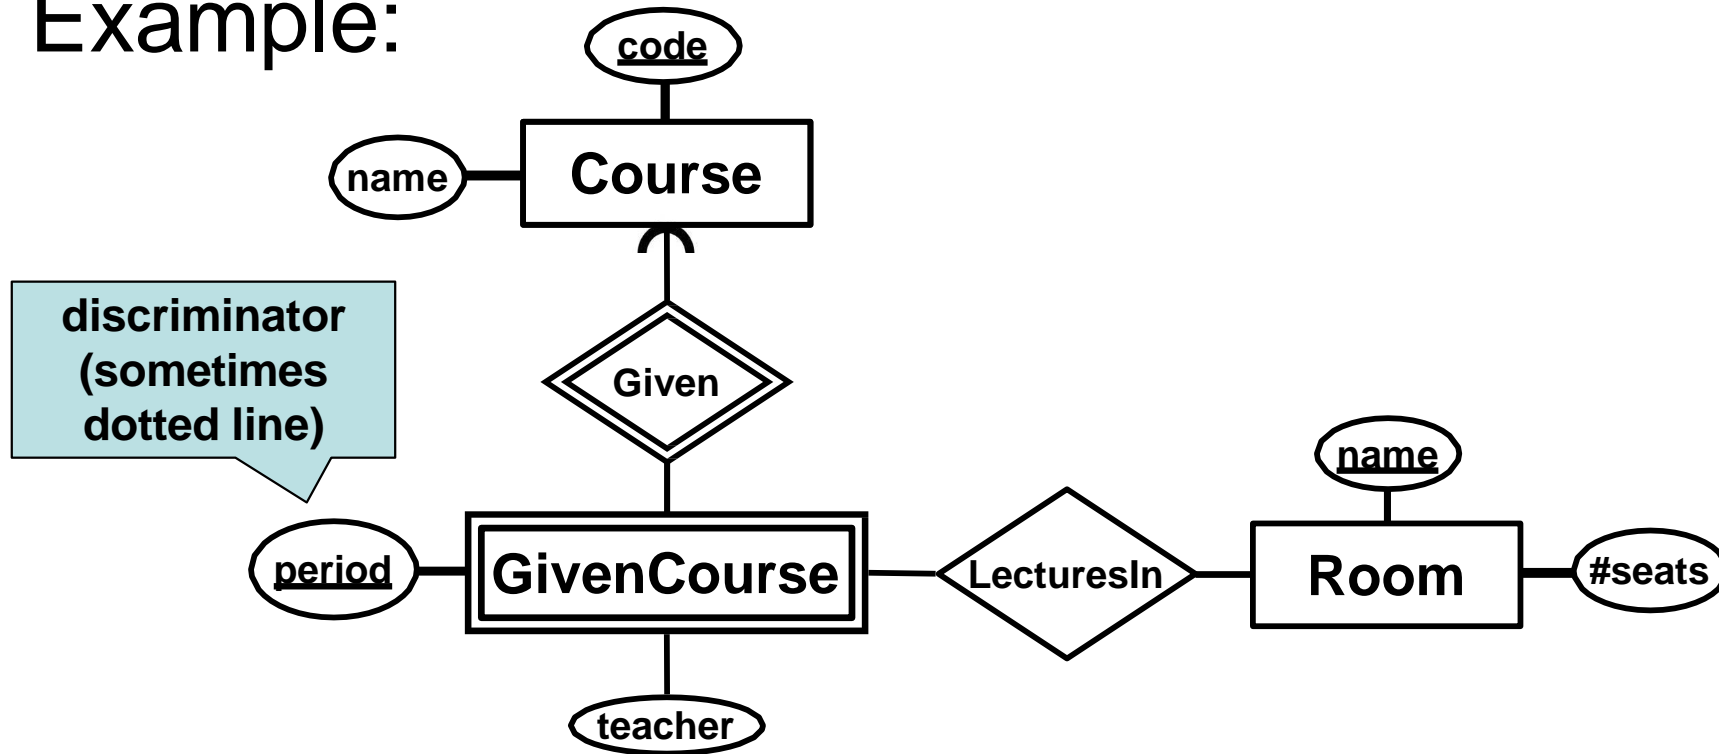 Example:
code
name
Course
discriminator
(sometimes
dotted line)
Given
name
period
GivenCourse
LecturesIn
Room
#seats
teacher